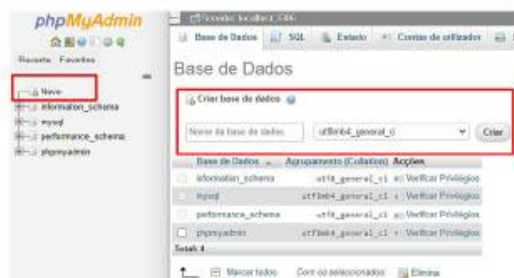 phpMyAdmin
Recente Favoritos
Novo
information_schema
mysql
performance_schema
phpmyadmin
Servidor: localhost:3306
Base de Dados SQL Estado Contas de utilizador
Base de Dados
Criar base de dados
Nome da base de dados utf8mb4_general_ci Criar
Base de Dados Agrupamento (Collation) Acções
information_schema utf8_general_ci Verificar Privilégios
mysql utf8mb4_general_ci Verificar Privilégios
performance_schema utf8_general_ci Verificar Privilégios
phpmyadmin utf8mb4_general_ci Verificar Privilégios
Total: 4
Marcar todos Com os seleccionados: Elimina